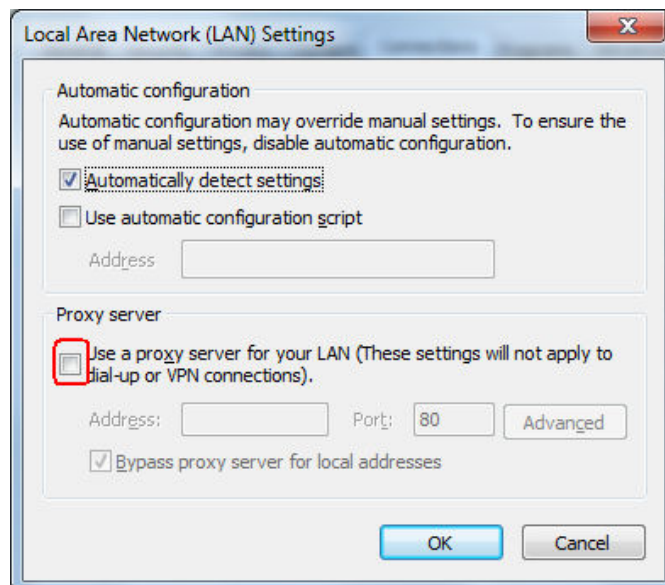 Local Area Network (LAN) Settings
Automatic configuration
Automatic configuration may override manual settings.  To ensure the
use of manual settings, disable automatic configuration.
Automatically detect settings
Use automatic configuration script
Address
Proxy server
Use a proxy server for your LAN (These settings will not apply to
dial-up or VPN connections).
Address: Port: 80 Advanced
Bypass proxy server for local addresses
OK Cancel